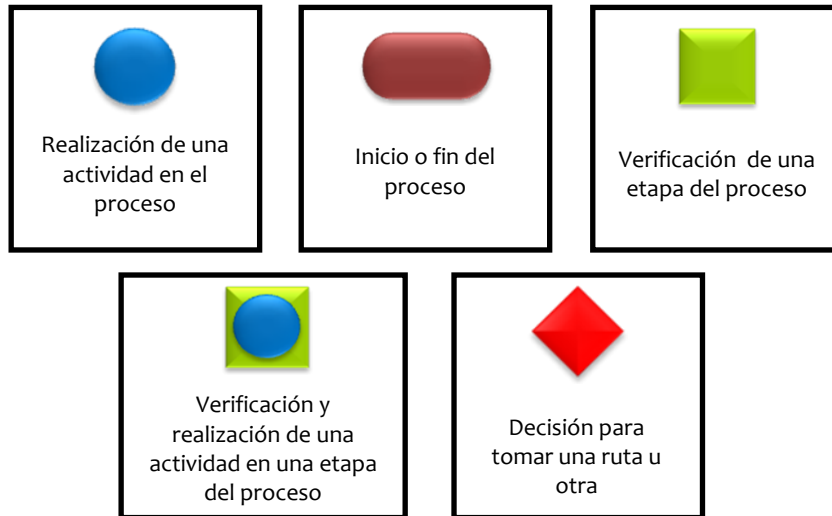 Realización de una
actividad en el
proceso
Inicio o fin del
proceso
Verificación de una
etapa del proceso
Verificación y
realización de una
actividad en una etapa
del proceso
Decisión para
tomar una ruta u
otra